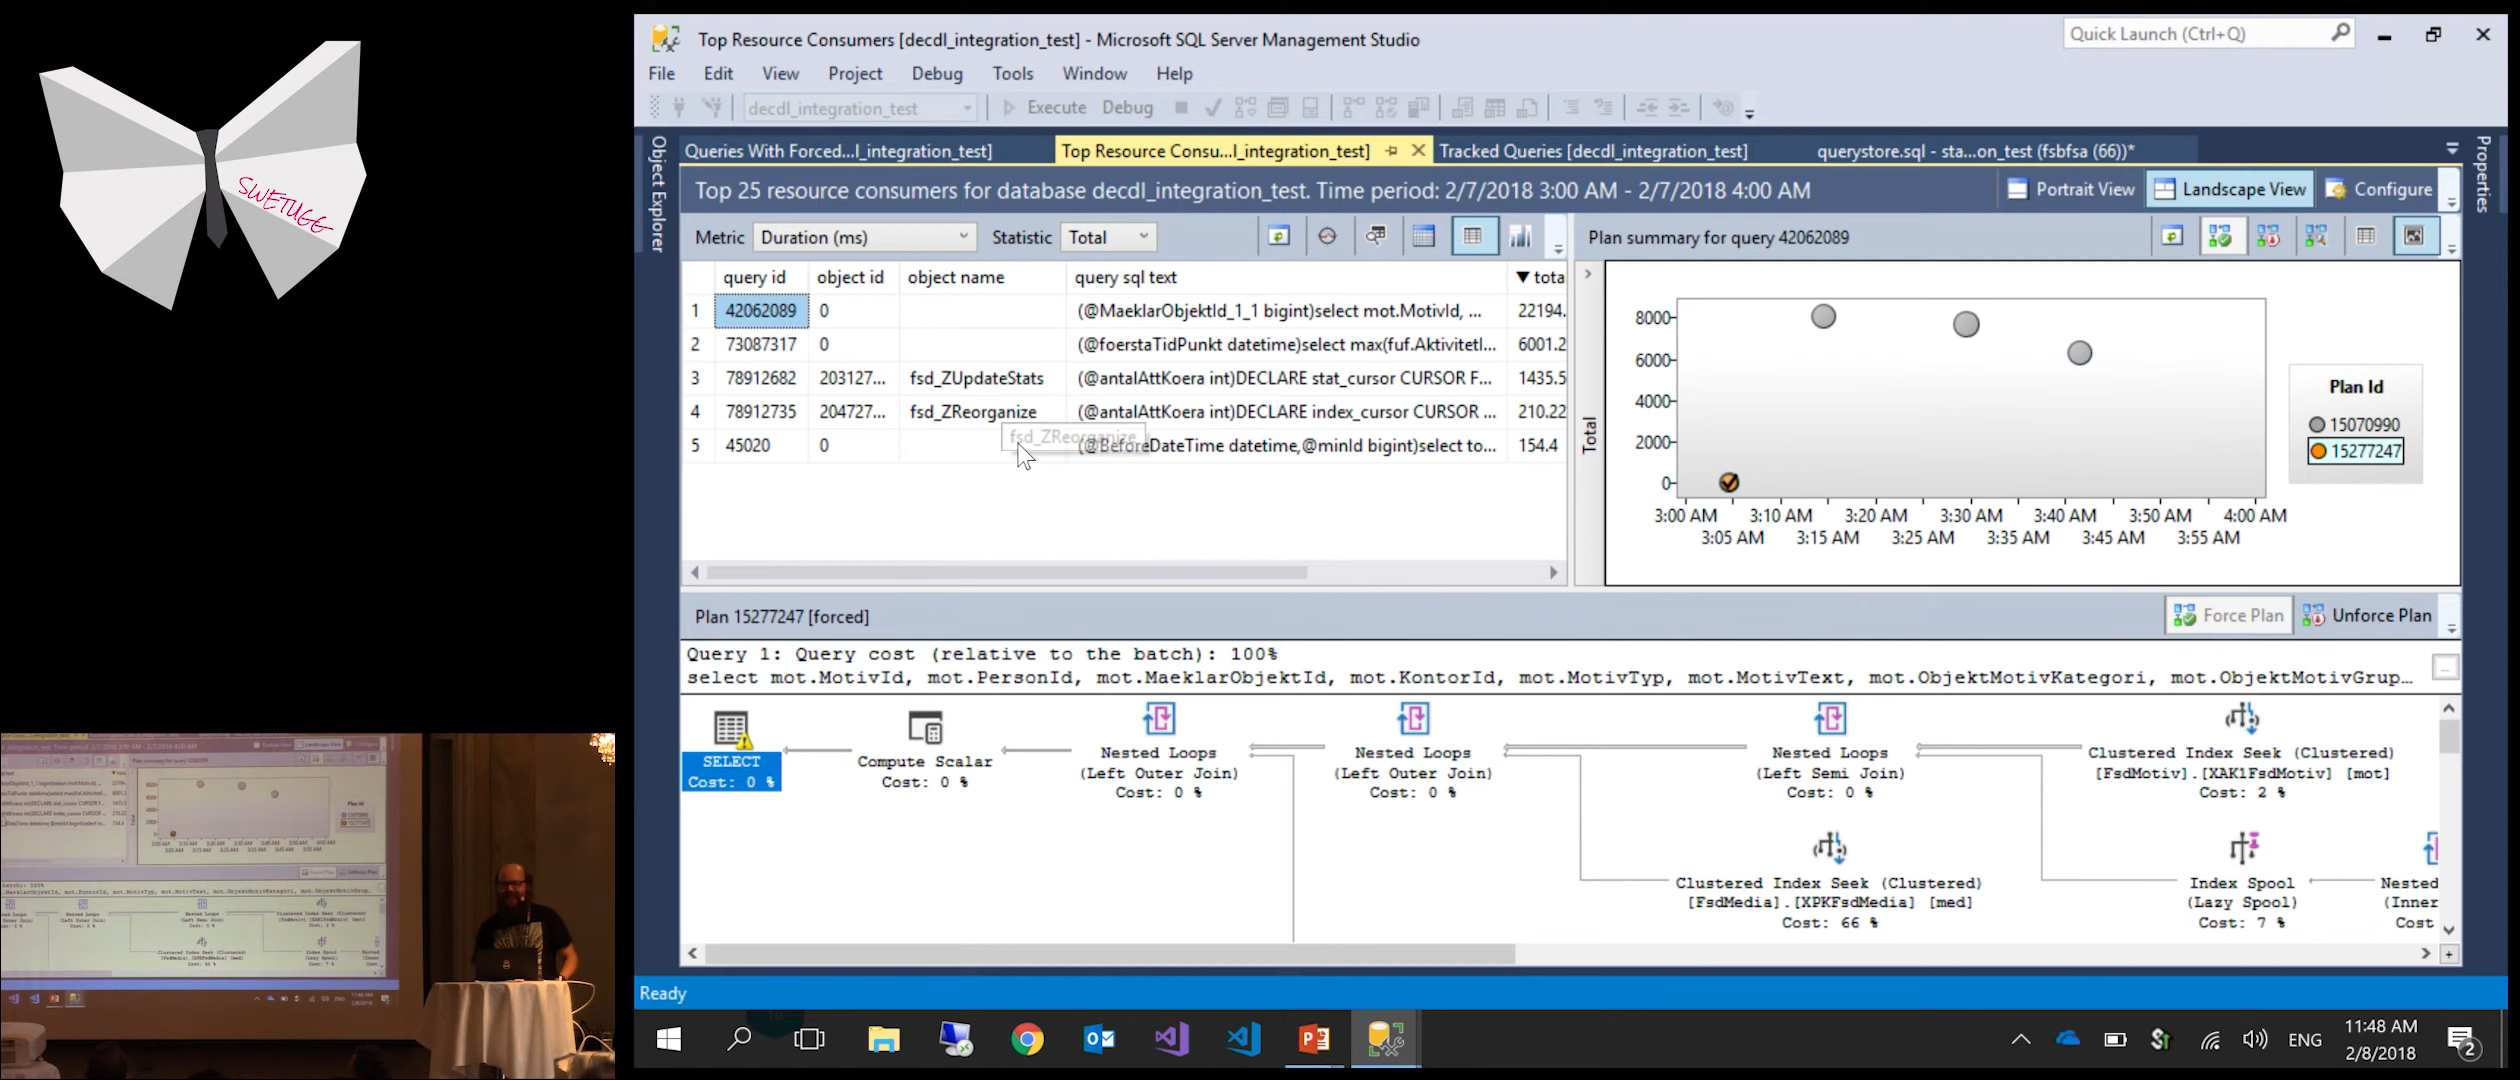 SWETUGG
Top Resource Consumers [decdl_integration_test] - Microsoft SQL Server Management Studio
Quick Launch (Ctrl+Q)
File Edit View Project Debug Tools Window Help
decdl_integration_test Execute Debug
Object Explorer
Queries With Forced...l_integration_test] Top Resource Consu...l_integration_test] Tracked Queries [decdl_integration_test] querystore.sql - sta...on_test (fsbfsa (66))*
Properties
Top 25 resource consumers for database decdl_integration_test. Time period: 2/7/2018 3:00 AM - 2/7/2018 4:00 AM
Portrait View Landscape View Configure
Metric Duration (ms) Statistic Total
Plan summary for query 42062089
query id object id object name query sql text tota
1 42062089 0 (@MaeklarObjektId_1_1 bigint)select mot.MotivId, ... 22194.
2 73087317 0 (@foerstaTidPunkt datetime)select max(fuf.AktivitetI... 6001.2
3 78912682 203127... fsd_ZUpdateStats (@antalAttKoera int)DECLARE stat_cursor CURSOR F... 1435.5
4 78912735 204727... fsd_ZReorganize (@antalAttKoera int)DECLARE index_cursor CURSOR ... 210.22
fsd_ZReorganize
5 45020 0 (@BeforeDateTime datetime,@minId bigint)select to... 154.4
Total
8000
6000
4000
2000
0
3:00 AM 3:10 AM 3:20 AM 3:30 AM 3:40 AM 3:50 AM 4:00 AM
3:05 AM 3:15 AM 3:25 AM 3:35 AM 3:45 AM 3:55 AM
Plan Id
15070990
15277247
Plan 15277247 [forced]
Force Plan Unforce Plan
Query 1: Query cost (relative to the batch): 100%
select mot.MotivId, mot.PersonId, mot.MaeklarObjektId, mot.KontorId, mot.MotivTyp, mot.MotivText, mot.ObjektMotivKategori, mot.ObjektMotivGrup...
SELECT
Cost: 0 %
Compute Scalar
Cost: 0 %
Nested Loops
(Left Outer Join)
Cost: 0 %
Nested Loops
(Left Outer Join)
Cost: 0 %
Nested Loops
(Left Semi Join)
Cost: 0 %
Clustered Index Seek (Clustered)
[FsdMotiv].[XAK1FsdMotiv] [mot]
Cost: 2 %
Clustered Index Seek (Clustered)
[FsdMedia].[XPKFsdMedia] [med]
Cost: 66 %
Index Spool
(Lazy Spool)
Cost: 7 %
Nested
(Inner
Cost
Ready
ENG
11:48 AM
2/8/2018
2